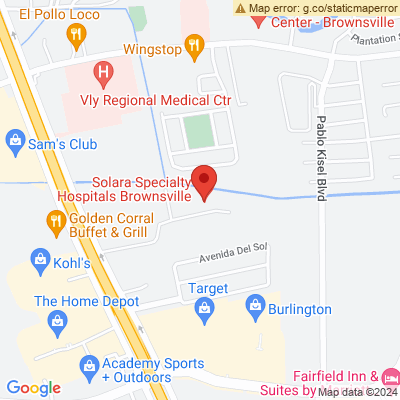 Map error: g.co/staticmaperror
El Pollo Loco
Center - Brownsville
Wingstop
Plantation
Vly Regional Medical Ctr
Pablo Kisel Blvd
Sam's Club
Solara Specialty
Hospitals Brownsville
Golden Corral
Buffet & Grill
Avenida Del Sol
Kohl's
Target
The Home Depot
Burlington
Academy Sports
+ Outdoors
Fairfield Inn &
Suites by
Google
Map data ©2024